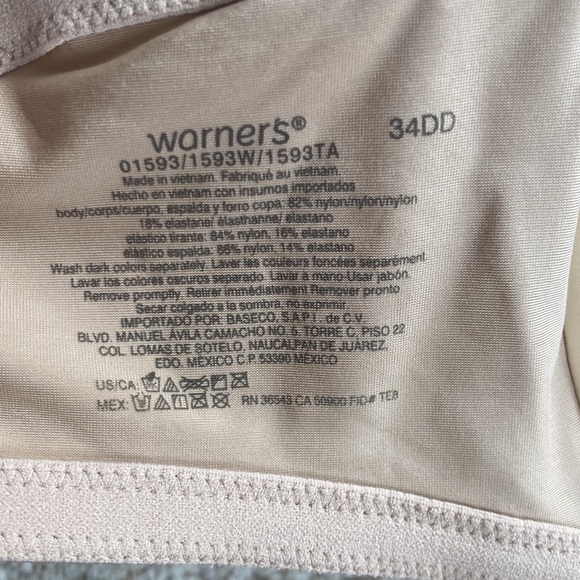 warner's®
34DD
01593/1593W/1593TA
Made in vietnam. Fabriqué au vietnam.
Hecho en vietnam con insumos importados
body/corps/cuerpo, espalda y forro copa: 82% nylon/nylon/nylon
18% elastane/ élasthanne/ elastano
elástico tirante: 84% nylon, 16% elastano
elástico espalda: 86% nylon, 14% elastano
Wash dark colors separately. Laver les couleurs foncées séparément
Lavar los colores oscuros separado. Lavar a mano-Usar jabón.
Remove promptly. Retirer immédiatement Remover pronto
Secar colgado a la sombra, no exprimir.
IMPORTADO POR: BASECO, S.A.P.I. de C.V.
BLVD. MANUEL ÁVILA CAMACHO NO. 6, TORRE C, PISO 22
COL. LOMAS DE SOTELO, NAUCALPAN DE JUÁREZ,
EDO. MÉXICO C.P. 53390 MÉXICO
US/CA:
MEX: RN 36543 CA 50900 FID# TEB